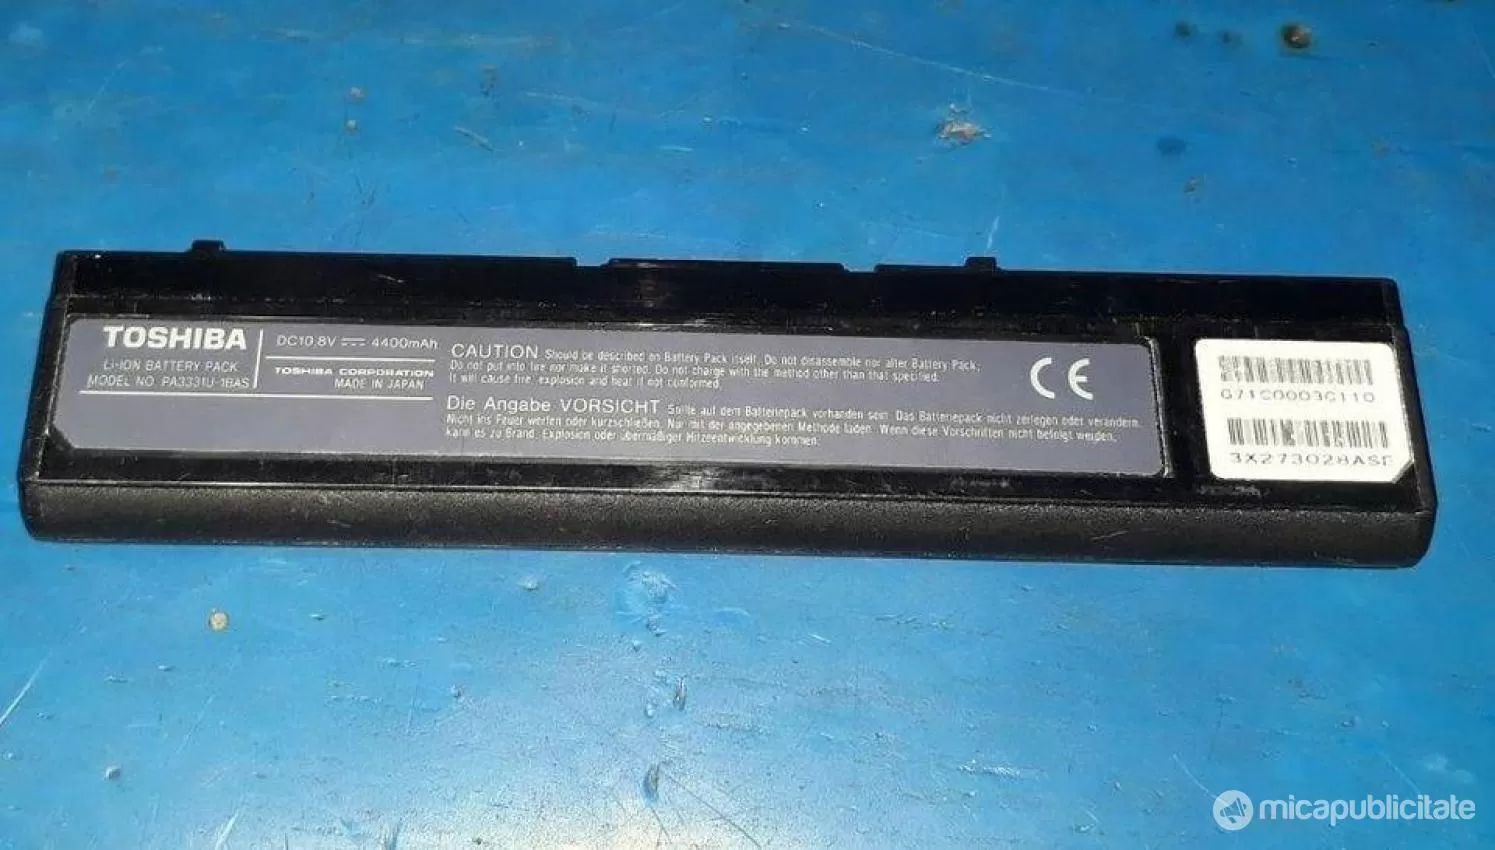 TOSHIBA
LI-ION BATTERY PACK
MODEL NO. PA3331U-1BAS
DC10.8V 4400mAh
TOSHIBA CORPORATION
MADE IN JAPAN
CAUTION Should be described on Battery Pack itself. Do not disassemble nor alter Battery Pack;
Do not put into fire nor make it shorted. Do not charge with the method other than that specified.
It will cause fire, explosion and heat if not confirmed.
Die Angabe VORSICHT Sollte auf dem Batteriepack vorhanden sein. Das Batteriepack nicht zerlegen oder verändern.
Nicht ins Feuer werfen oder kurzschließen. Nur mit der angegebenen Methode laden. Wenn diese Vorschriften nicht befolgt werden,
kann es zu Brand, Explosion oder übermäßiger Hitzeentwicklung kommen.
CE
G71C0003C110
3X273028ASF
micapublicitate